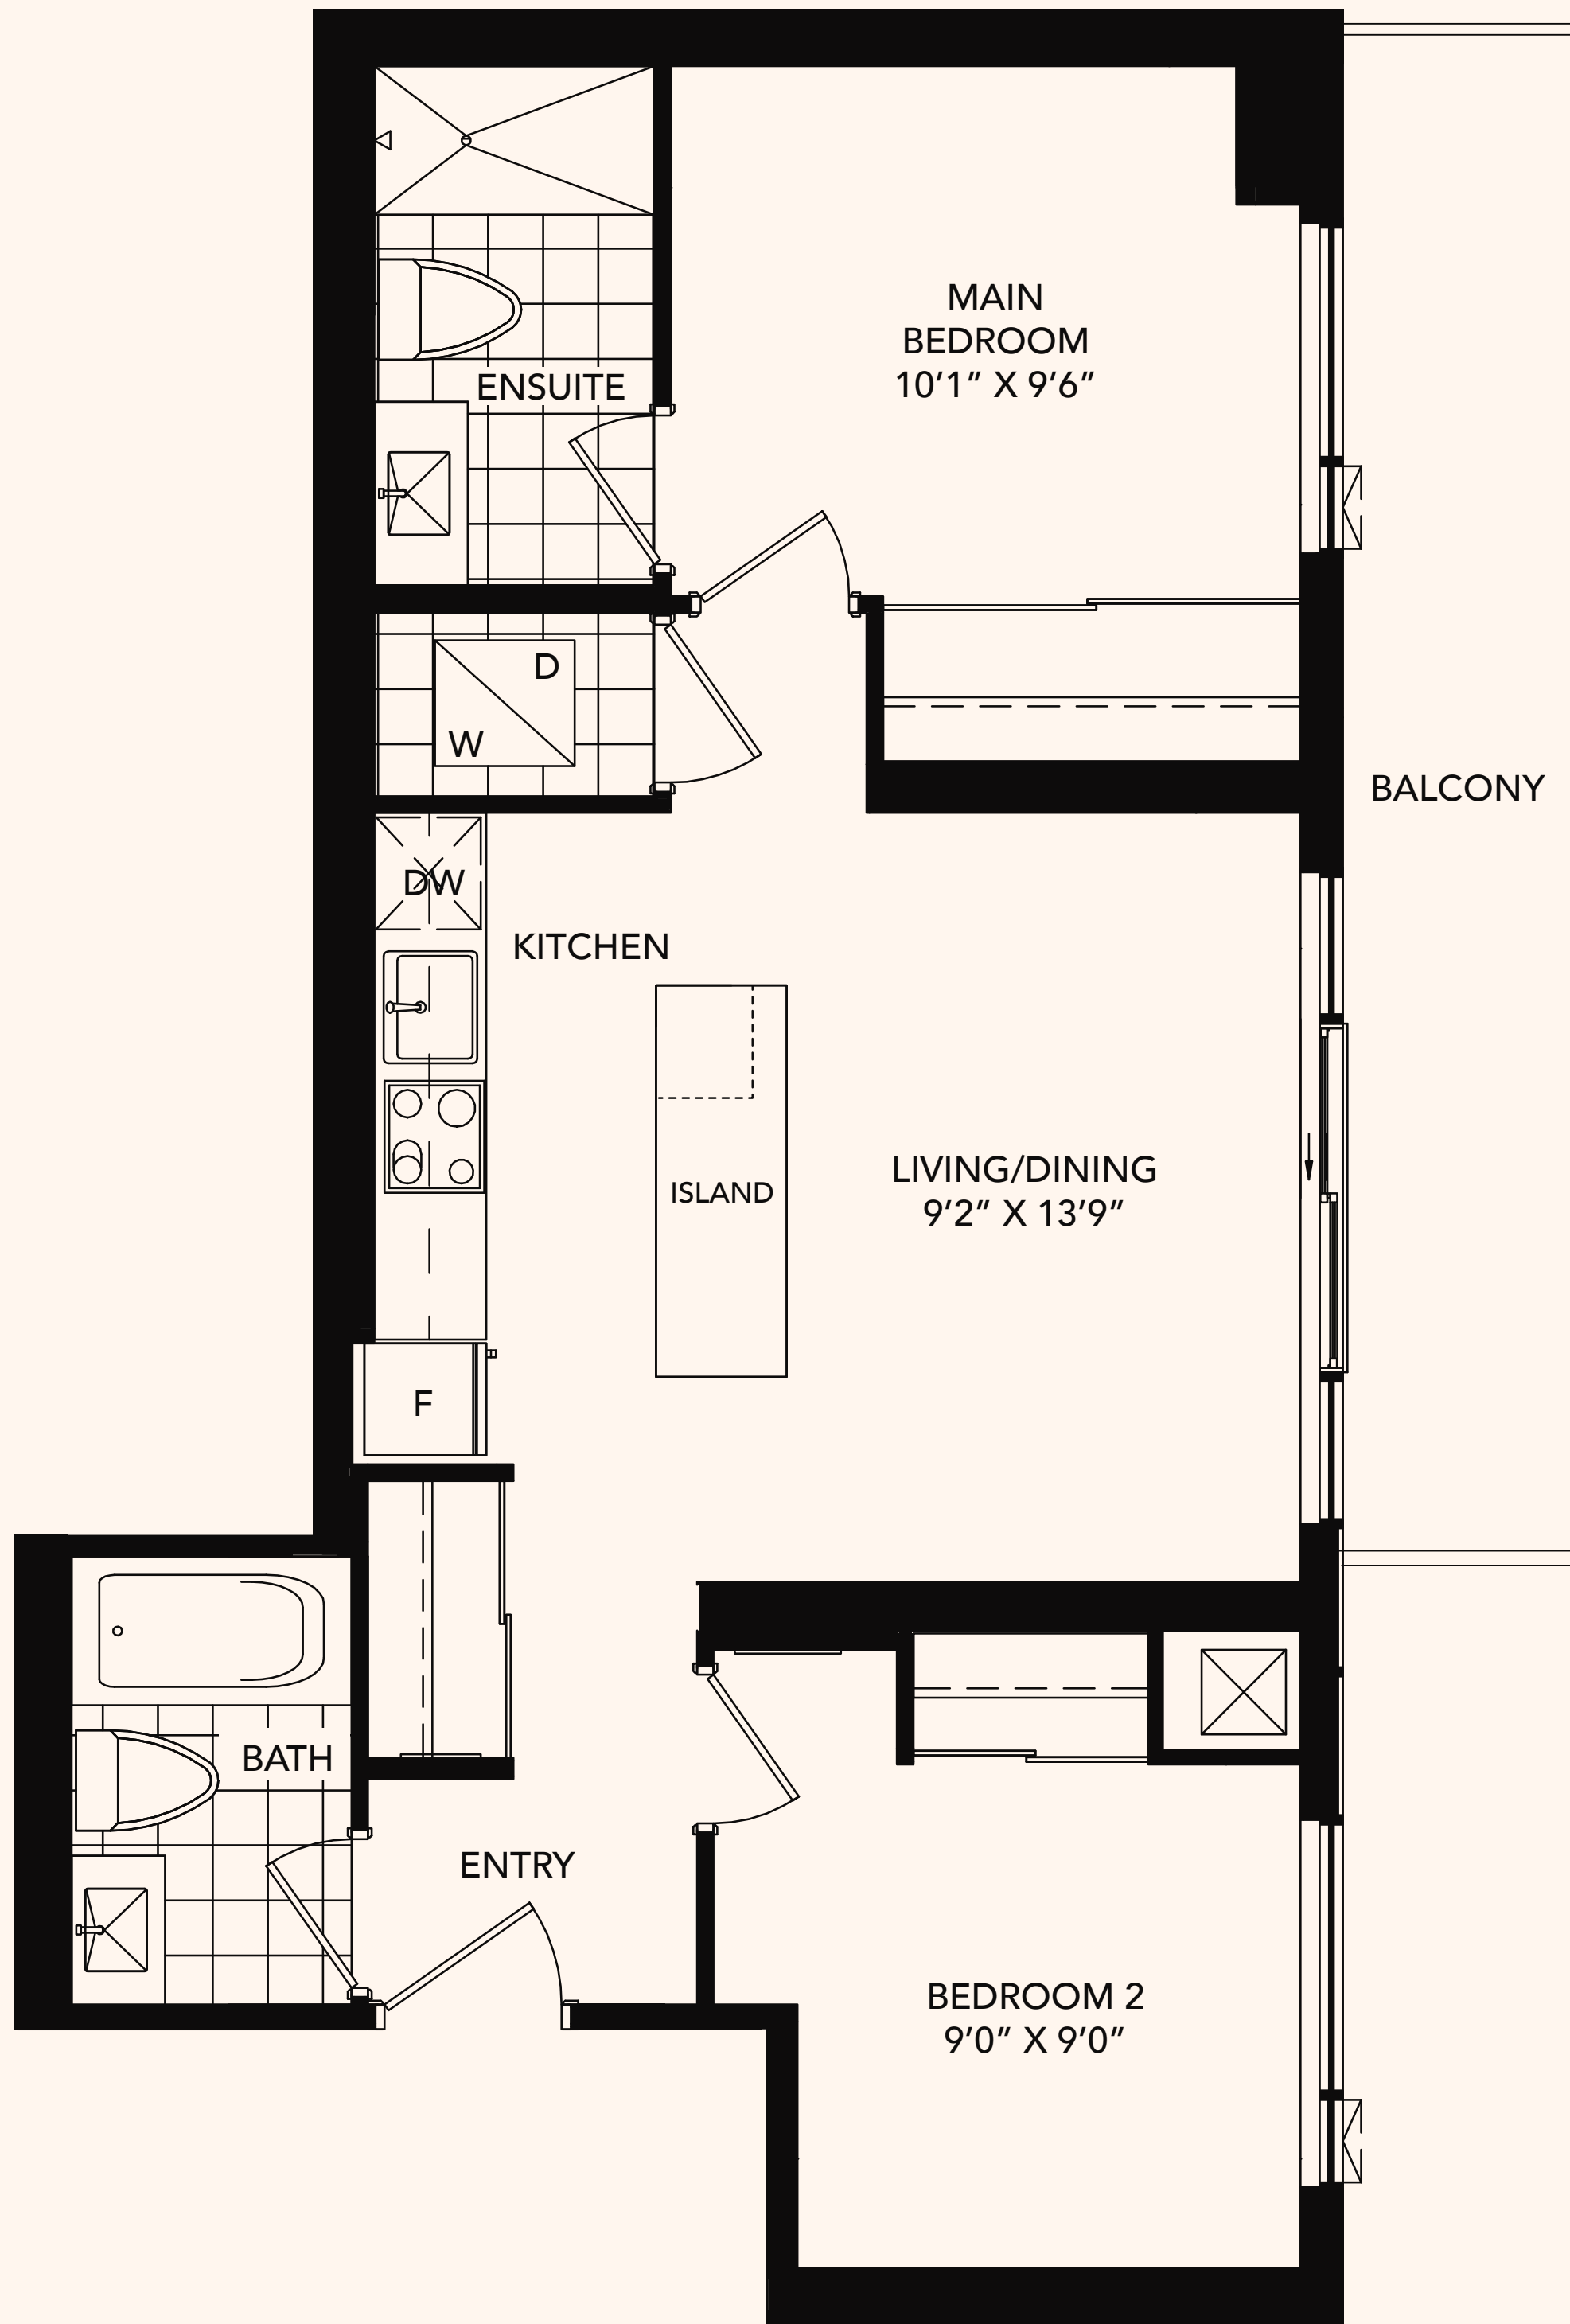 MAIN
BEDROOM
10’1” X 9’6”
ENSUITE
D
W
BALCONY
DW
KITCHEN
LIVING/DINING
9’2” X 13’9”
ISLAND
F
BATH
ENTRY
BEDROOM 2
9’0” X 9’0”